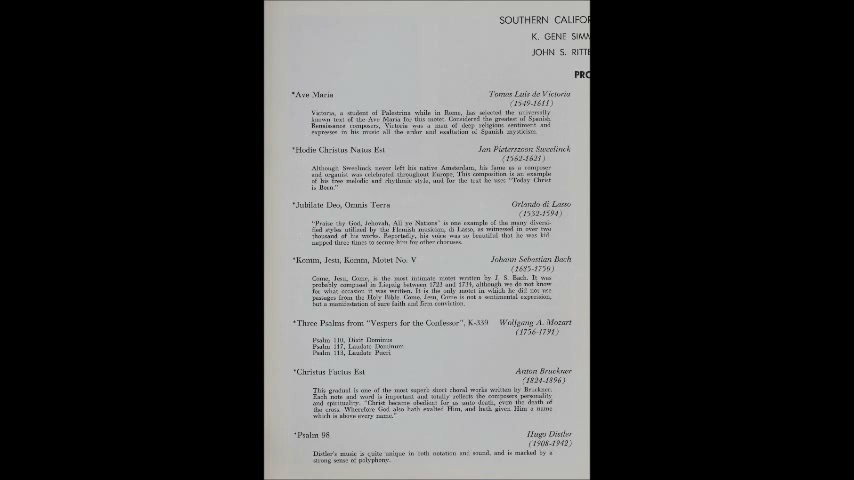 SOUTHERN CALIFOR
K. GENE SIMM
JOHN S. RITTE
PRO
*Ave Maria Tomas Luis de Victoria
(1549-1611)
Victoria, a student of Palestrina while in Rome, has selected the universally
known text of the Ave Maria for this motet. Considered the greatest of Spanish
Renaissance composers, Victoria was a man of deep religious sentiment and
expresses in his music all the ardor and exaltation of Spanish mysticism.
*Hodie Christus Natus Est Jan Pieterszoon Sweelinck
(1562-1621)
Although Sweelinck never left his native Amsterdam, his fame as a composer
and organist was celebrated throughout Europe. This composition is an example
of his free melodic and rhythmic style, and for the text he uses "Today Christ
is Born."
*Jubilate Deo, Omnis Terra Orlando di Lasso
(1532-1594)
"Praise thy God, Jehovah, All ye Nations" is one example of the many diversi-
fied styles utilized by the Flemish musician, di Lasso, as witnessed in over two
thousand of his works. Reportedly, his voice was so beautiful that he was kid-
napped three times to secure him for other choruses.
*Komm, Jesu, Komm, Motet No. V Johann Sebastian Bach
(1685-1750)
Come, Jesu, Come, is the most intimate motet written by J. S. Bach. It was
probably composed in Liepzig between 1723 and 1734, although we do not know
for what occasion it was written. It is the only motet in which he did not use
passages from the Holy Bible. Come, Jesu, Come is not a sentimental expression,
but a manifestation of sure faith and firm conviction.
*Three Psalms from "Vespers for the Confessor", K-339 Wolfgang A. Mozart
(1756-1791)
Psalm 110, Dixit Dominus
Psalm 117, Laudate Dominum
Psalm 113, Laudate Pueri
*Christus Factus Est Anton Bruckner
(1824-1896)
This gradual is one of the most superb short choral works written by Bruckner.
Each note and word is important and totally reflects the composers personality
and spirituality. "Christ became obedient for us unto death, even the death of
the cross. Wherefore God also hath exalted Him, and hath given Him a name
which is above every name."
*Psalm 98 Hugo Distler
(1908-1942)
Distler's music is quite unique in both notation and sound, and is marked by a
strong sense of polyphony.